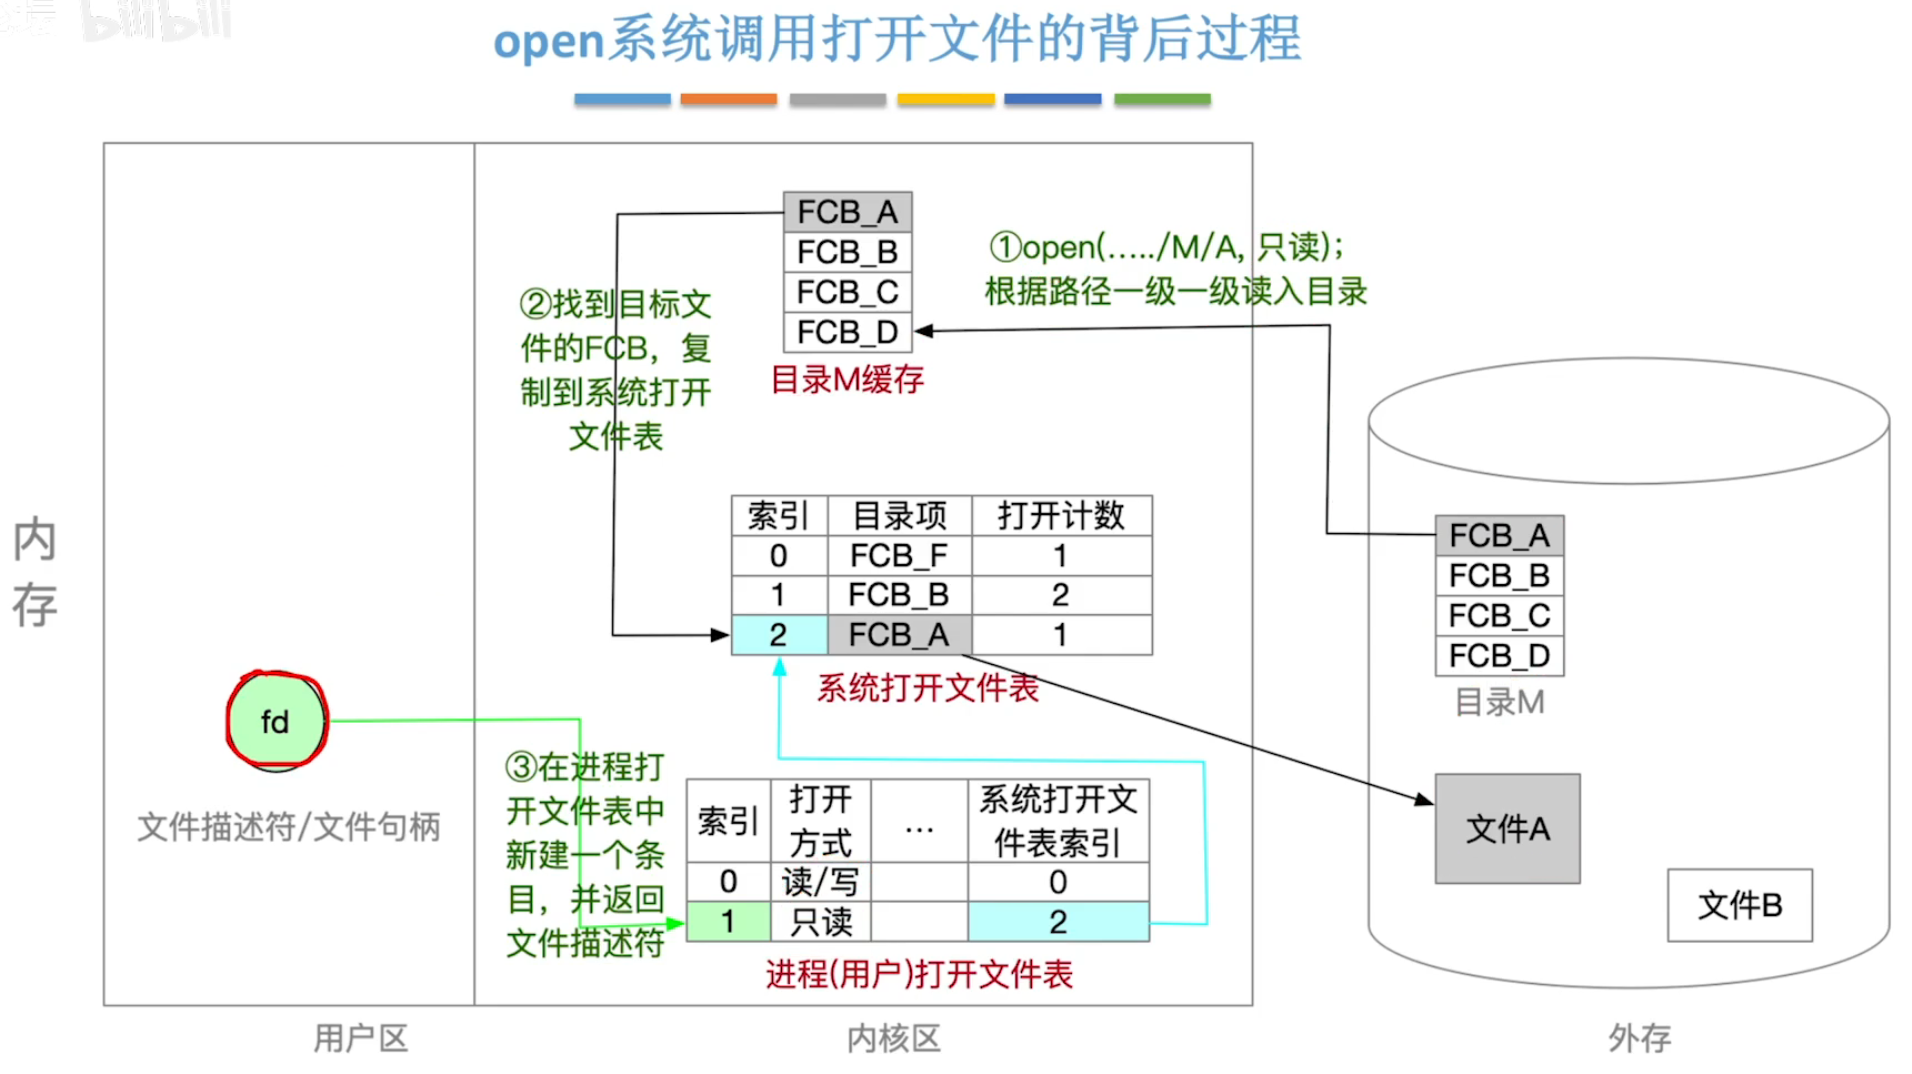 bilibili
open系统调用打开文件的背后过程
FCB_A
FCB_B
FCB_C
FCB_D
目录M缓存
①open(…../M/A, 只读);
根据路径一级一级读入目录
②找到目标文
件的FCB，复
制到系统打开
文件表
索引 目录项 打开计数
0 FCB_F 1
1 FCB_B 2
2 FCB_A 1
系统打开文件表
FCB_A
FCB_B
FCB_C
FCB_D
目录M
文件A
文件B
内
存
fd
文件描述符/文件句柄
③在进程打
开文件表中
新建一个条
目，并返回
文件描述符
索引 打开
方式 … 系统打开文
件表索引
0 读/写 0
1 只读 2
进程(用户)打开文件表
用户区
内核区
外存